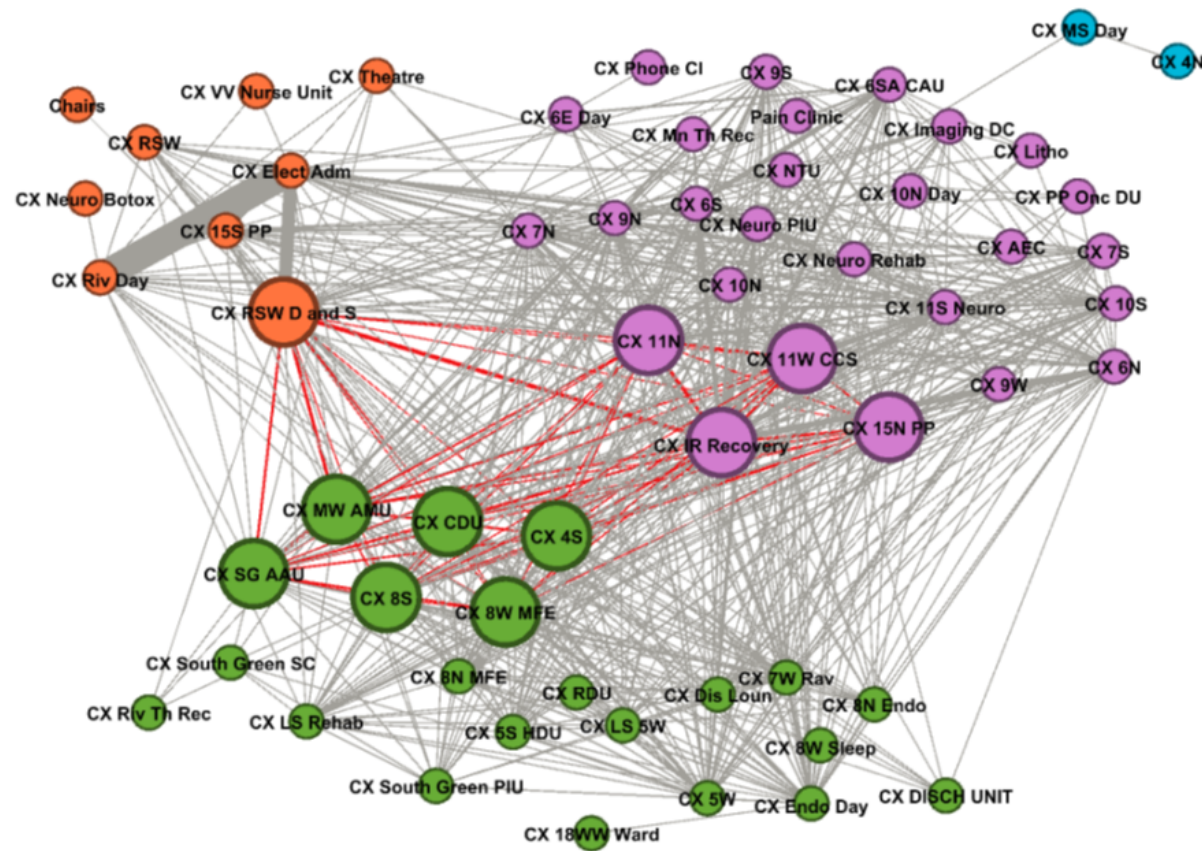 CX MS Day
CX 4N
CX Phone Cl
CX 9S
CX Theatre
CX 6SA CAU
CX VV Nurse Unit
Chairs
CX 6E Day
Pain Clinic
CX Imaging DC
CX Mn Th Rec
CX RSW
CX Litho
CX Elect Adm
CX NTU
CX 10N Day
CX PP Onc DU
CX Neuro Botox
CX 6S
CX 9N
CX Neuro PIU
CX 15S PP
CX 7N
CX AEC
CX 7S
CX Neuro Rehab
CX Riv Day
CX 10N
CX 11S Neuro
CX 10S
CX RSW D and S
CX 11N
CX 11W CCS
CX 6N
CX 9W
CX 15N PP
CX IR Recovery
CX MW AMU
CX CDU
CX 4S
CX SG AAU
CX 8S
CX 8W MFE
CX South Green SC
CX 8N MFE
CX 7W Rav
CX RDU
CX Dis Loun
CX 8N Endo
CX Riv Th Rec
CX LS Rehab
CX LS 5W
CX 5S HDU
CX 8W Sleep
CX South Green PIU
CX 5W
CX Endo Day
CX DISCH UNIT
CX 18WW Ward